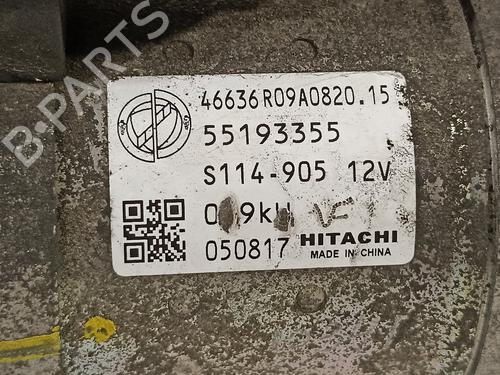 B-PARTS
46636R09A0820.15
55193355
S114-905 12V
050817 HITACHI
MADE IN CHINA